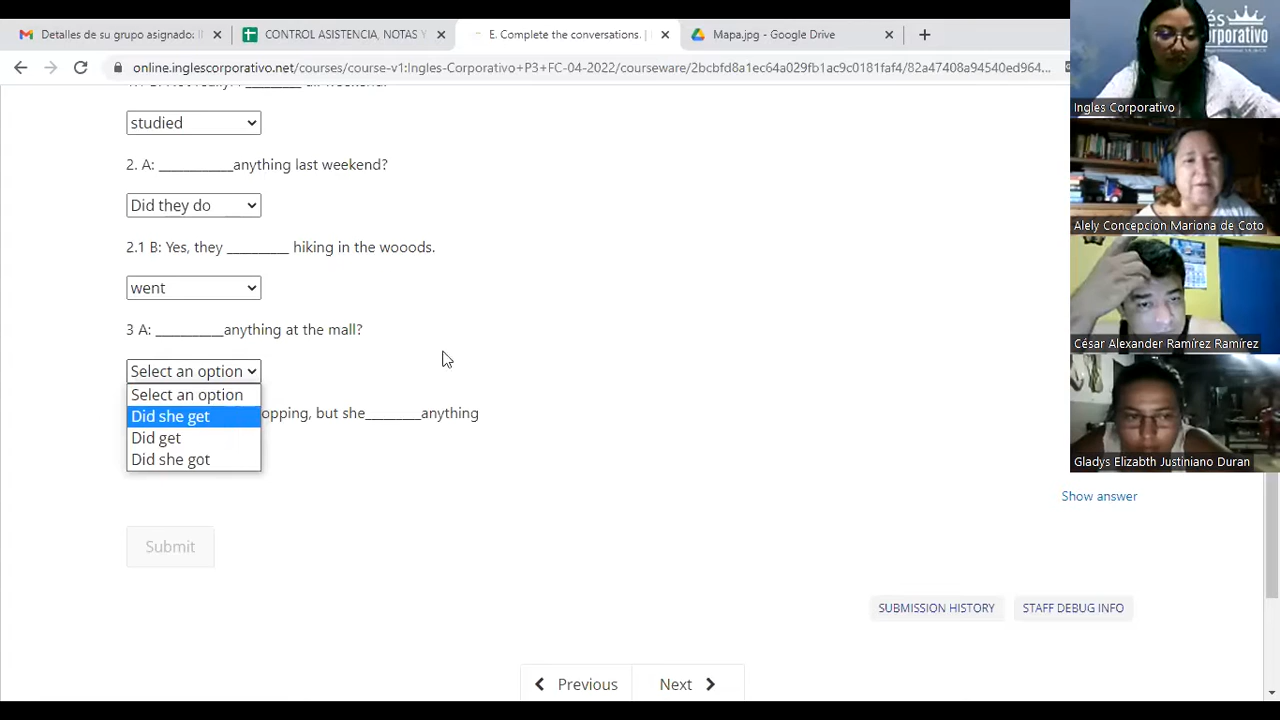 Detalles de su grupo asignado: I
CONTROL ASISTENCIA, NOTAS Y
E. Complete the conversations. |
Mapa.jpg - Google Drive
online.inglescorporativo.net/courses/course-v1:Ingles-Corporativo+P3+FC-04-2022/courseware/2bcbfd8a1ec64a029fb1ac9c0181faf4/82a47408a94540ed964...
studied
2. A: ___________anything last weekend?
Did they do
2.1 B: Yes, they _________ hiking in the wooods.
went
3 A: __________anything at the mall?
Select an option
Select an option
Did she get
opping, but she________anything
Did get
Did she got
Submit
Show answer
SUBMISSION HISTORY
STAFF DEBUG INFO
Previous
Next
Ingles Corporativo
Alely Concepcion Mariona de Coto
César Alexander Ramírez Ramírez
Gladys Elizabth Justiniano Duran